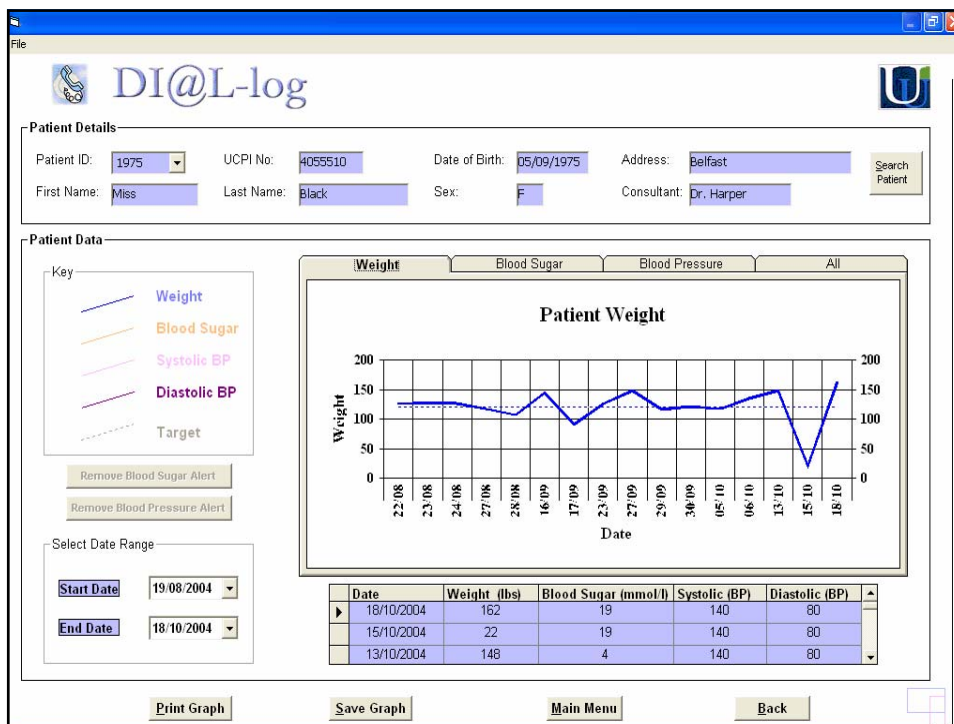 File
DI@L-log
Patient Details
Patient ID: 1975 UCPI No: 4055510 Date of Birth: 05/09/1975 Address: Belfast
Search Patient
First Name: Miss Last Name: Black Sex: F Consultant: Dr. Harper
Patient Data
Key
Weight
Blood Sugar
Systolic BP
Diastolic BP
Target
Remove Blood Sugar Alert
Remove Blood Pressure Alert
Select Date Range
Start Date 19/08/2004
End Date 18/10/2004
Weight Blood Sugar Blood Pressure All
Patient Weight
200 200
150 150
100 100
50 50
0 0
Weight
22/08 23/08 24/08 27/08 28/08 16/09 17/09 23/09 27/09 29/09 30/09 05/10 06/10 13/10 15/10 18/10
Date
Date Weight (lbs) Blood Sugar (mmol/l) Systolic (BP) Diastolic (BP)
18/10/2004 162 19 140 80
15/10/2004 22 19 140 80
13/10/2004 148 4 140 80
Print Graph Save Graph Main Menu Back